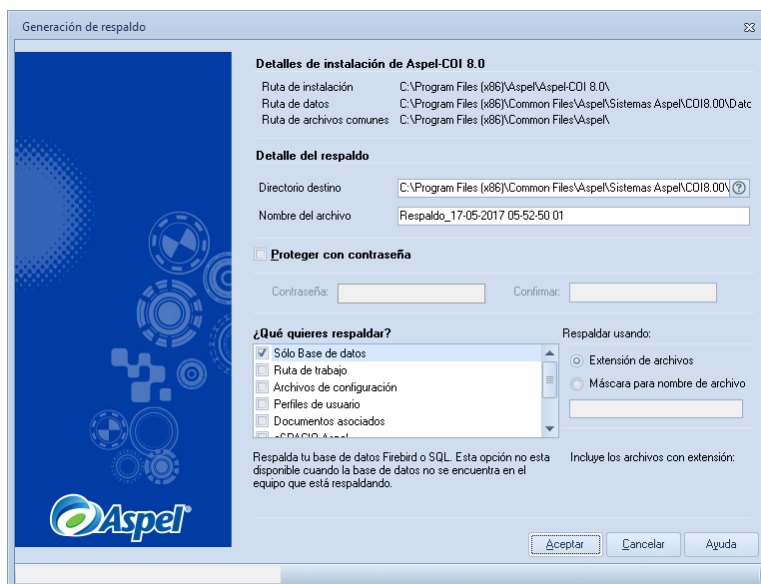 Generación de respaldo
Detalles de instalación de Aspel-COI 8.0
Ruta de instalación C:\Program Files (x86)\Aspel\Aspel-COI 8.0\
Ruta de datos C:\Program Files (x86)\Common Files\Aspel\Sistemas Aspel\COI8.00\Datc
Ruta de archivos comunes C:\Program Files (x86)\Common Files\Aspel\
Detalle del respaldo
Directorio destino C:\Program Files (x86)\Common Files\Aspel\Sistemas Aspel\COI8.00\
Nombre del archivo Respaldo_17-05-2017 05-52-50 01
Proteger con contraseña
Contraseña: Confirmar:
¿Qué quieres respaldar? Respaldar usando:
Sólo Base de datos
Ruta de trabajo
Archivos de configuración
Perfiles de usuario
Documentos asociados
eSPACIO Aspel
Extensión de archivos
Máscara para nombre de archivo
Respalda tu base de datos Firebird o SQL. Esta opción no esta
disponible cuando la base de datos no se encuentra en el
equipo que está respaldando.
Incluye los archivos con extensión:
Aspel
Aceptar Cancelar Ayuda